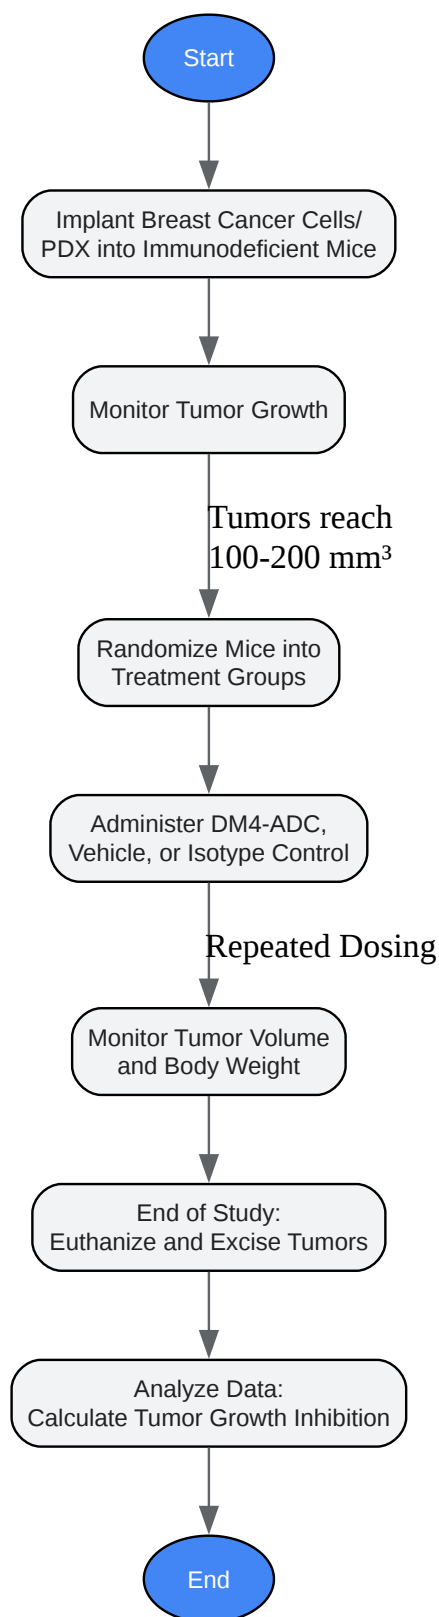 Start
Implant Breast Cancer Cells/
PDX into Immunodeficient Mice
Monitor Tumor Growth
Tumors reach
100-200 mm³
Randomize Mice into
Treatment Groups
Administer DM4-ADC,
Vehicle, or Isotype Control
Repeated Dosing
Monitor Tumor Volume
and Body Weight
End of Study:
Euthanize and Excise Tumors
Analyze Data:
Calculate Tumor Growth Inhibition
End